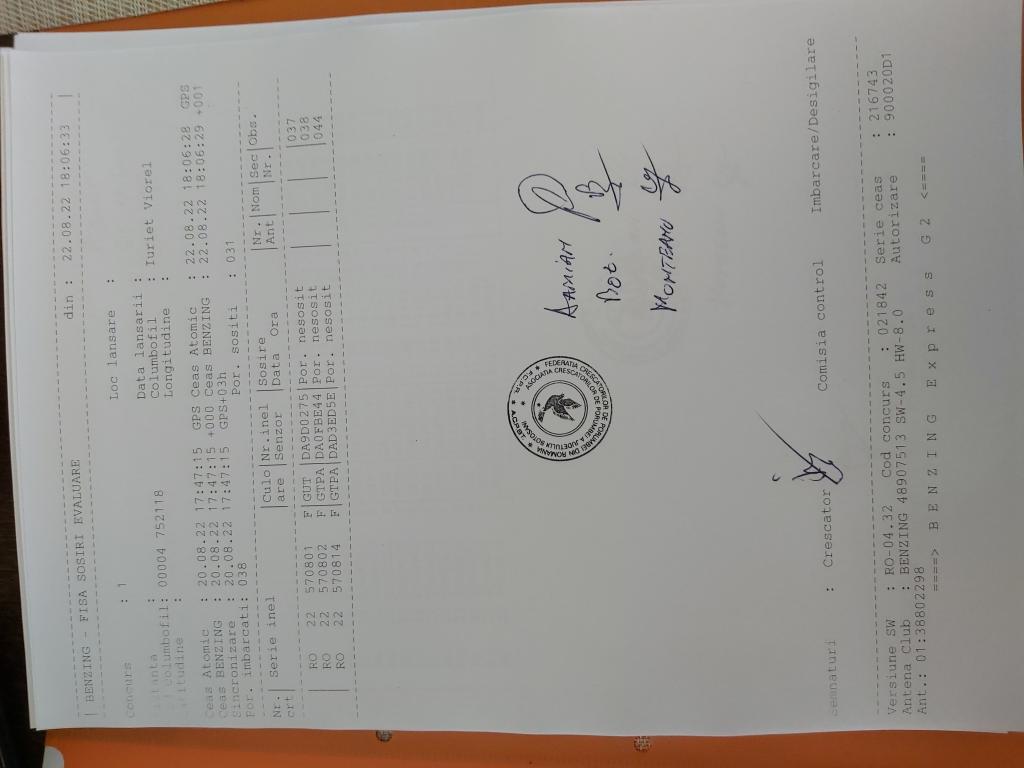 | BENZING - FISA SOSIRI EVALUARE din : 22.08.22 18:06:33 |
Concurs : 1 Loc lansare :
Data lansarii :
columbofil: 00004 752118 Columbofil : Iuriet Viorel
Longitudine :
Ceas Atomic : 20.08.22 17:47:15 GPS Ceas Atomic : 22.08.22 18:06:28 GPS
Ceas BENZING : 20.08.22 17:47:15 +000 Ceas BENZING : 22.08.22 18:06:29 +001
Sincronizare : 20.08.22 17:47:15 GPS+03h
Por. imbarcati: 038 Por. sositi : 031
Nr.| Serie inel |Culo|Nr.inel |Sosire Nr.|Nom|Sec|Obs.
crt| |are |Senzor |Data Ora |Ant| |Nr.|
| RO 22 570801 F|GUT |DA9D0275|Por. nesosit | | | |037
| RO 22 570802 F|GTPA|DA0FBE44|Por. nesosit | | | |038
| RO 22 570814 F|GTPA|DAD3ED5E|Por. nesosit | | | |044
FEDERATIA CRESCATORILOR DE PORUMBEI DIN ROMANIA
F.C.P.R.
ASOCIATIA CRESCATORILOR DE PORUMBEI A JUDETULUI BOTOSANI
A.C.P.BT.
MONTEANU
Semnaturi : Crescator Comisia control Imbarcare/Desigilare
Versiune SW : RO-04.32 Cod concurs : 021842 Serie ceas : 216743
Antena Club : BENZING 48907513 SW-4.5 HW-8.0 Autorizare : 900020D1
Ant.: 01:38802298
====> B E N Z I N G E x p r e s s G 2 <====